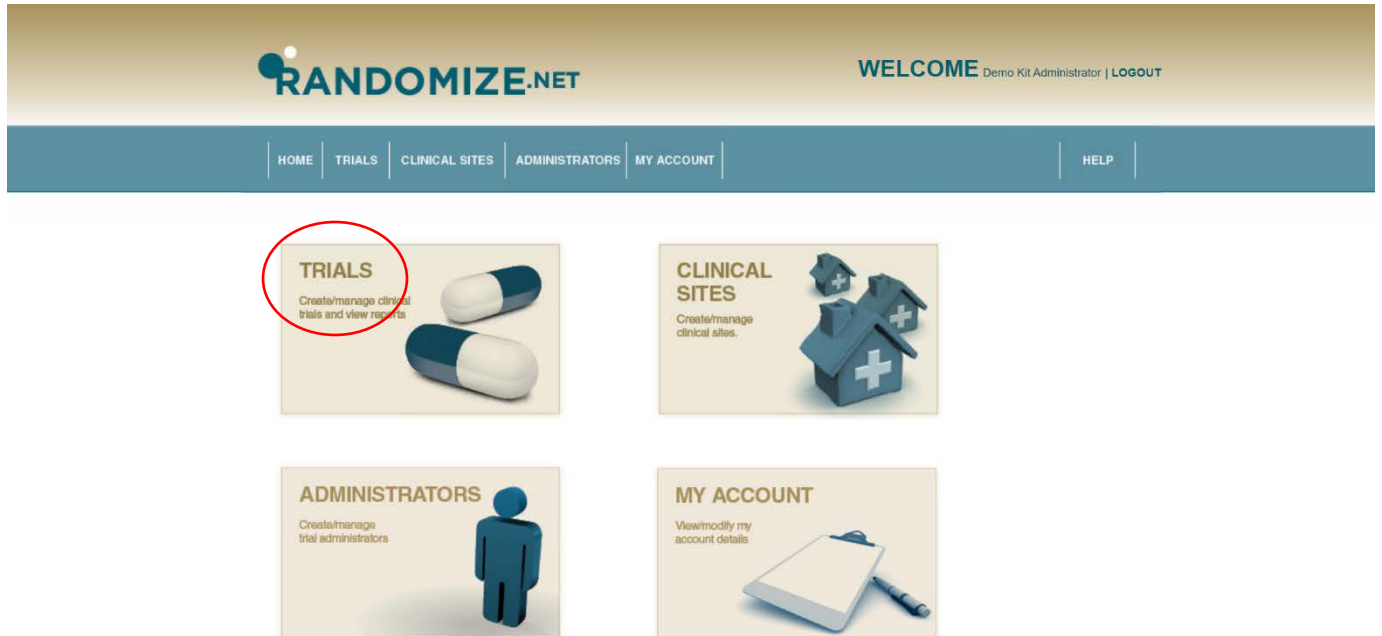 RANDOMIZE.NET
WELCOME Demo Kit Administrator | LOGOUT
HOME TRIALS CLINICAL SITES ADMINISTRATORS MY ACCOUNT HELP
TRIALS
Create/manage clinical
trials and view reports
CLINICAL
SITES
Create/manage
clinical sites.
ADMINISTRATORS
Create/manage
trial administrators
MY ACCOUNT
View/modify my
account details